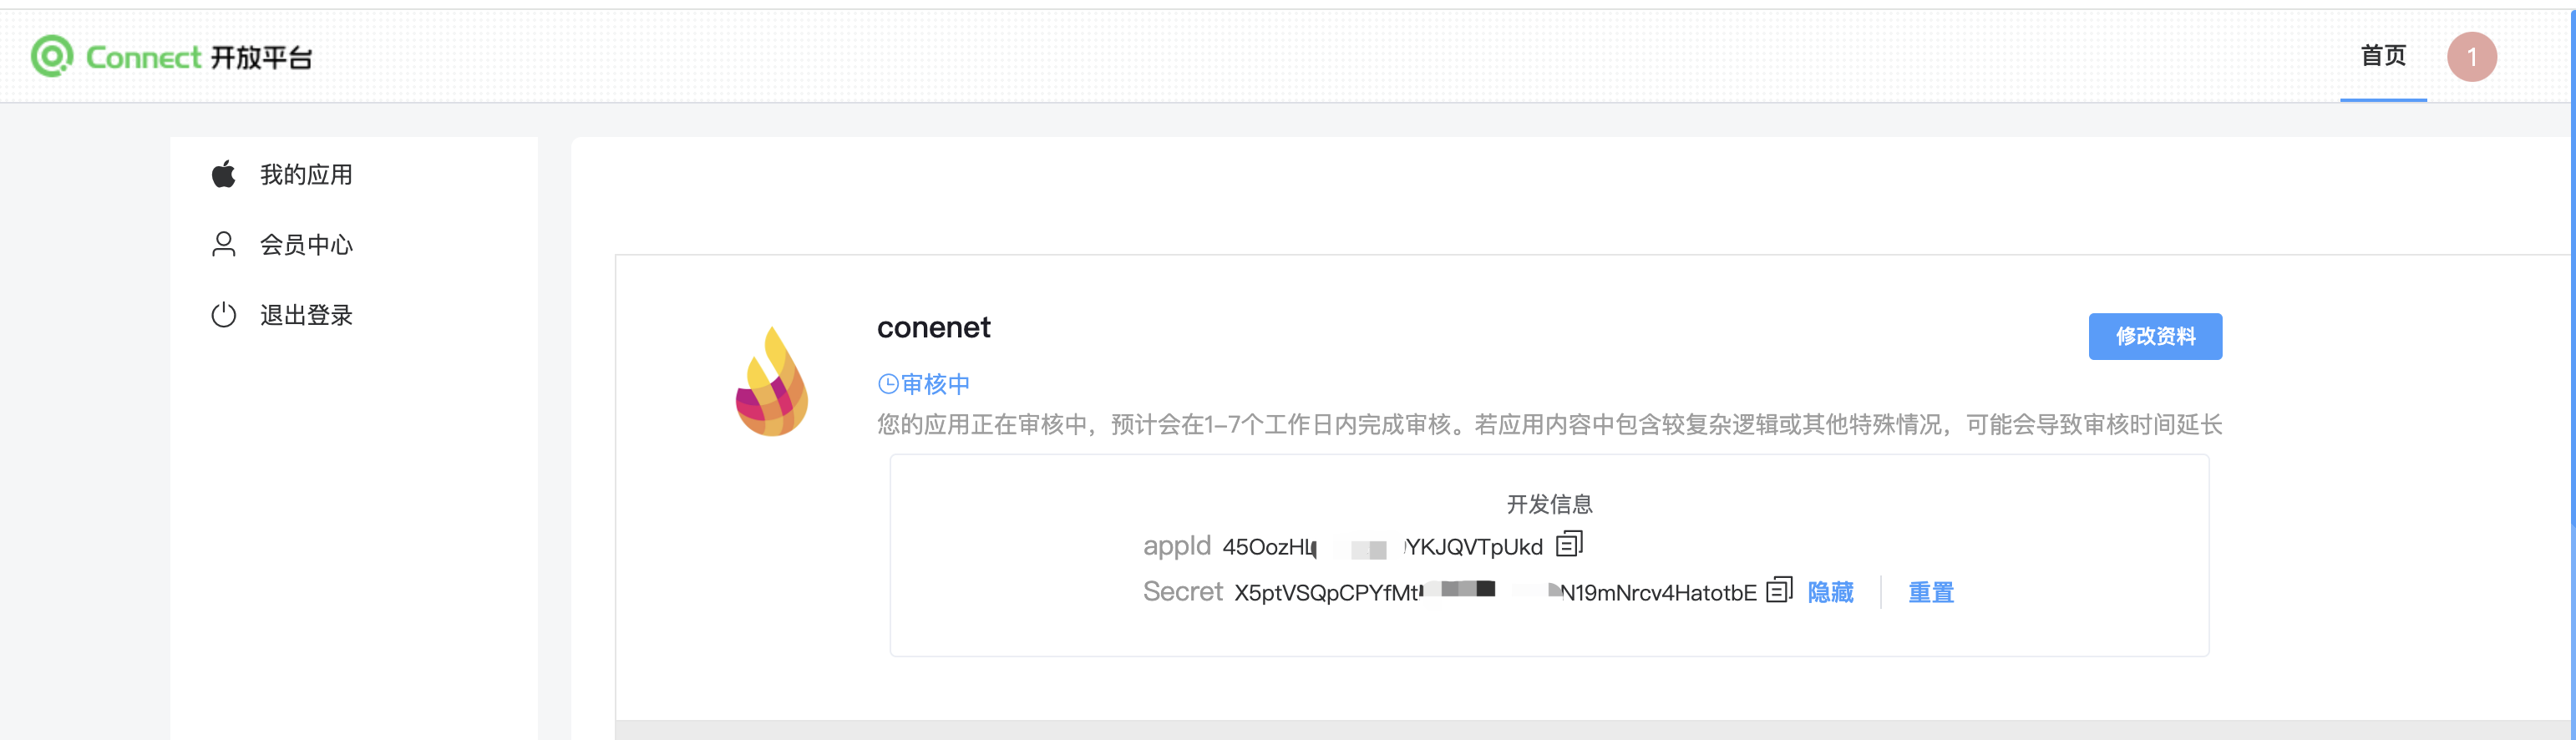 Connect 开放平台
首页
1
我的应用
会员中心
退出登录
conenet
修改资料
审核中
您的应用正在审核中，预计会在1-7个工作日内完成审核。若应用内容中包含较复杂逻辑或其他特殊情况，可能会导致审核时间延长
开发信息
appId 45OozHL YKJQVTpUkd
Secret X5ptVSQpCPYfMt N19mNrcv4HatotbE 隐藏 重置